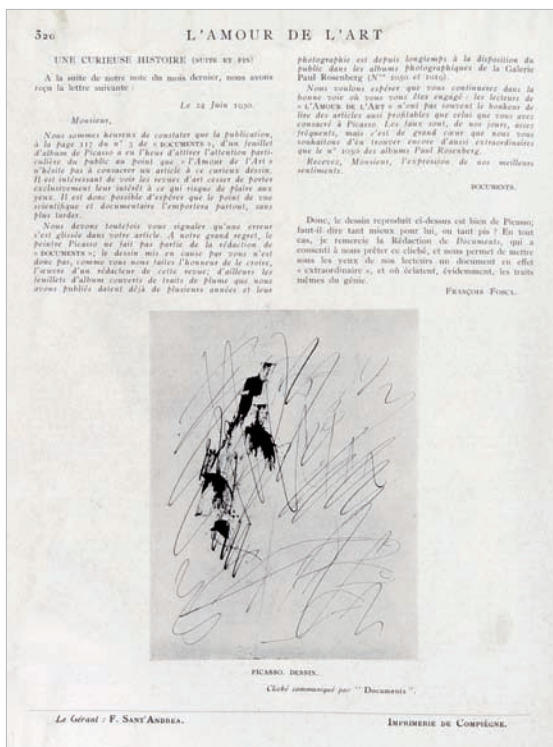 320
L'AMOUR DE L'ART
UNE CURIEUSE HISTOIRE (SUITE ET FIN)
A la suite de notre note du mois dernier, nous avons
reçu la lettre suivante :
Le 24 Juin 1930.
Monsieur,
Nous sommes heureux de constater que la publication,
à la page 117 du n° 3 de « DOCUMENTS », d'un feuillet
d'album de Picasso a eu l'heur d'attirer l'attention parti-
culière du public au point que « l'Amour de l'Art »
n'hésite pas à consacrer un article à ce curieux dessin.
Il est intéressant de voir les revues d'art cesser de porter
exclusivement leur intérêt à ce qui risque de plaire aux
yeux. Il est donc possible d'espérer que le point de vue
scientifique et documentaire l'emportera partout, sans
plus tarder.
Nous devons toutefois vous signaler qu'une erreur
s'est glissée dans votre article. A notre grand regret, le
peintre Picasso ne fait pas partie de la rédaction de
« DOCUMENTS » ; le dessin mis en cause par vous n'est
donc pas, comme vous nous faites l'honneur de le croire,
l'œuvre d'un rédacteur de cette revue; d'ailleurs les
feuillets d'album couverts de traits de plume que nous
avons publiés datent déjà de plusieurs années et leur
photographie est depuis longtemps à la disposition du
public dans les albums photographiques de la Galerie
Paul Rosenberg (Nos 1030 et 1029).
Nous voulons espérer que vous continuerez dans la
bonne voie où vous vous êtes engagé : les lecteurs de
« L'AMOUR DE L'ART » n'ont pas souvent le bonheur de
lire des articles aussi profitables que celui que vous avez
consacré à Picasso. Les faux sont, de nos jours, assez
fréquents, mais c'est de grand cœur que nous vous
souhaitons d'en trouver encore d'aussi extraordinaires
que le n° 1030 des albums Paul Rosenberg.
Recevez, Monsieur, l'expression de nos meilleurs
sentiments.
DOCUMENTS.
Donc, le dessin reproduit ci-dessus est bien de Picasso;
faut-il dire tant mieux pour lui, ou tant pis ? En tout
cas, je remercie la Rédaction de Documents, qui a
consenti à nous prêter ce cliché, et nous permet de mettre
sous les yeux de nos lecteurs un document en effet
« extraordinaire », et où éclatent, évidemment, les traits
mêmes du génie.
FRANÇOIS FOSCA.
PICASSO. DESSIN.
Cliché communiqué par "Documents".
Le Gérant : F. SANT'ANDREA.
IMPRIMERIE DE COMPIÈGNE.